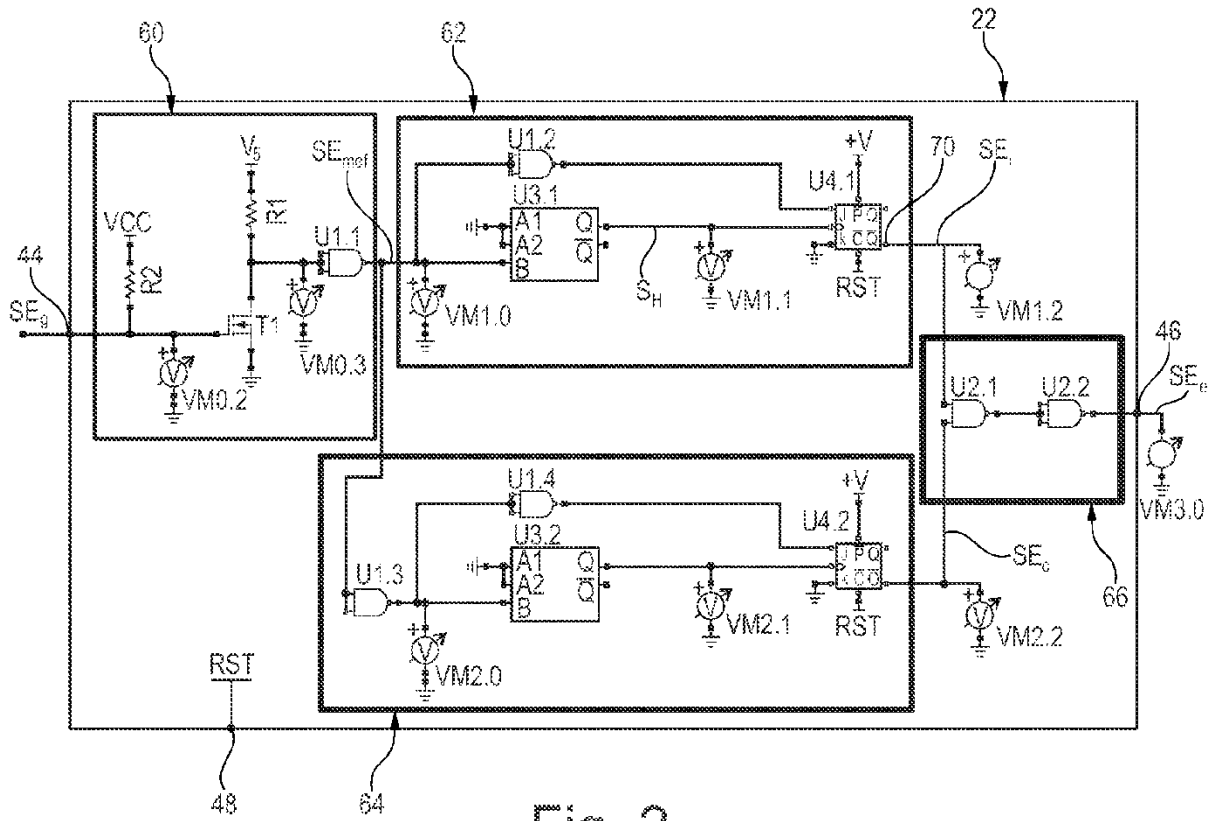 60
62
22
U1.2
+V
V5
SEmef
70
SEi
U4.1
U3.1
VCC
R1
J P Q
A1 Q
U1.1
A2 Q
K C Q
44
R2
B
RST
SEg
SH
VM1.1
T1
VM1.0
VM1.2
46
VM0.3
U2.1
U2.2
SEe
VM0.2
U1.4
+V
VM3.0
U4.2
U3.2
J P Q
A1 Q
SEc
U1.3
A2 Q
K C Q
66
B
RST
VM2.1
VM2.2
RST
VM2.0
48
64